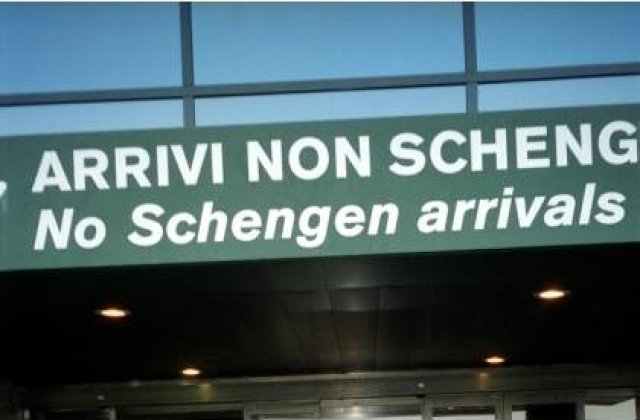 ARRIVI NON SCHENG
No Schengen arrivals